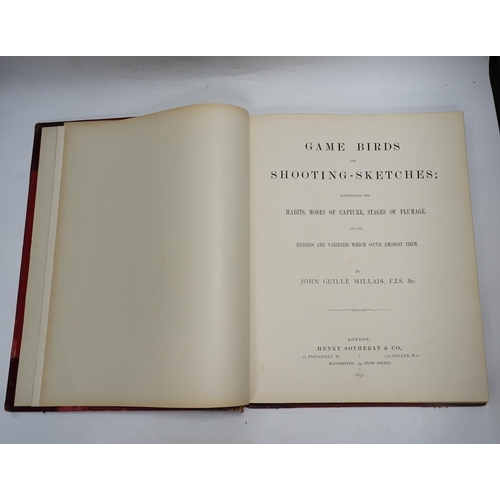 GAME BIRDS
AND
SHOOTING-SKETCHES;
ILLUSTRATING THE
HABITS, MODES OF CAPTURE, STAGES OF PLUMAGE,
AND THE
HYBRIDS AND VARIETIES WHICH OCCUR AMONGST THEM.
BY
JOHN GUILLE MILLAIS, F.Z.S. &c.
LONDON:
HENRY SOTHERAN & CO.,
PICCADILLY, W. STRAND, W.C.
MANCHESTER: CROSS STREET.
1892.